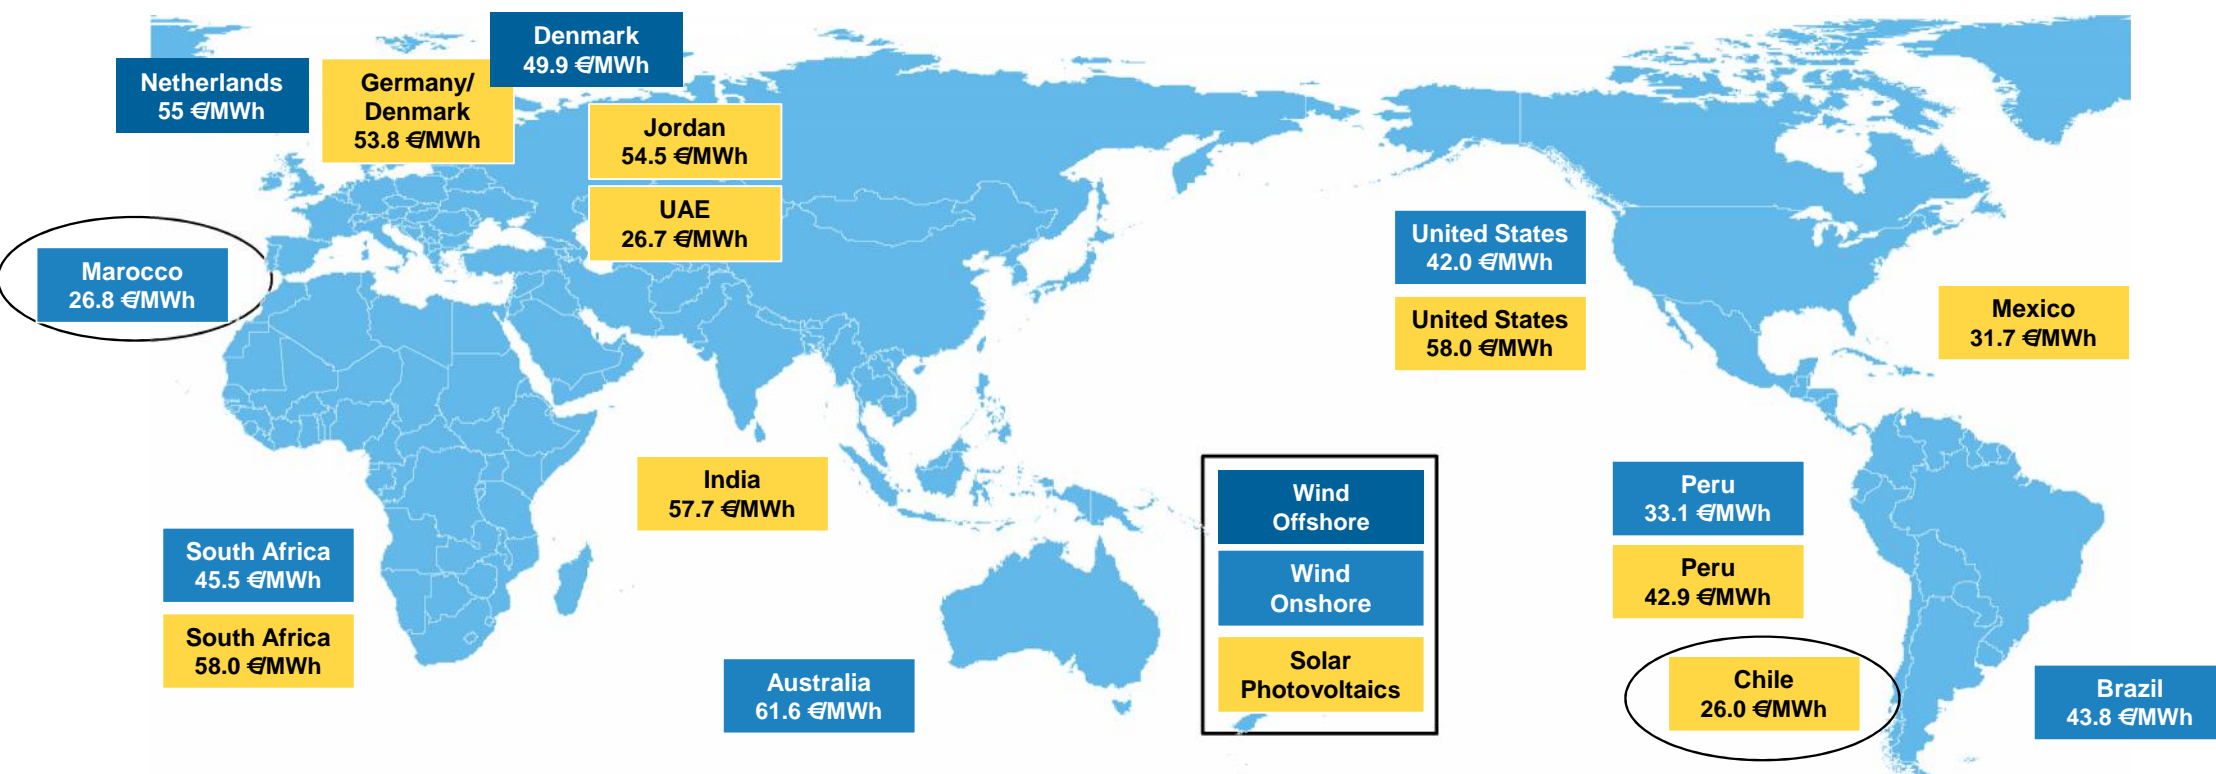 Denmark
49.9 €/MWh
Netherlands
55 €/MWh
Germany/
Denmark
53.8 €/MWh
Jordan
54.5 €/MWh
UAE
26.7 €/MWh
Marocco
26.8 €/MWh
United States
42.0 €/MWh
United States
58.0 €/MWh
Mexico
31.7 €/MWh
India
57.7 €/MWh
South Africa
45.5 €/MWh
South Africa
58.0 €/MWh
Australia
61.6 €/MWh
Wind
Offshore
Wind
Onshore
Solar
Photovoltaics
Peru
33.1 €/MWh
Peru
42.9 €/MWh
Chile
26.0 €/MWh
Brazil
43.8 €/MWh